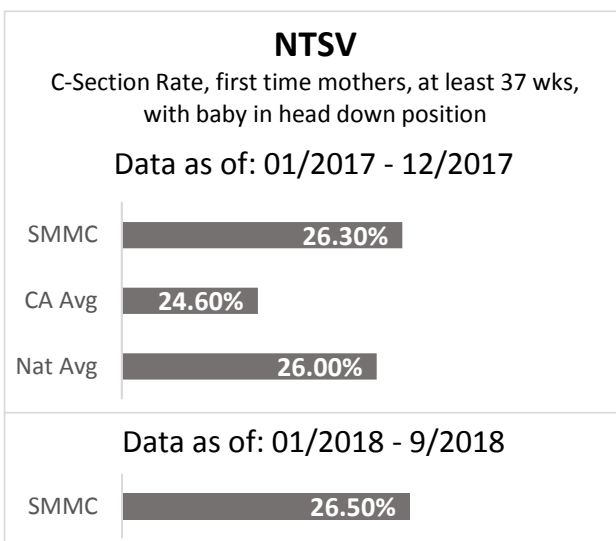 NTSV
C-Section Rate, first time mothers, at least 37 wks,
with baby in head down position
Data as of: 01/2017 - 12/2017
SMMC 26.30%
CA Avg 24.60%
Nat Avg 26.00%
Data as of: 01/2018 - 9/2018
SMMC 26.50%